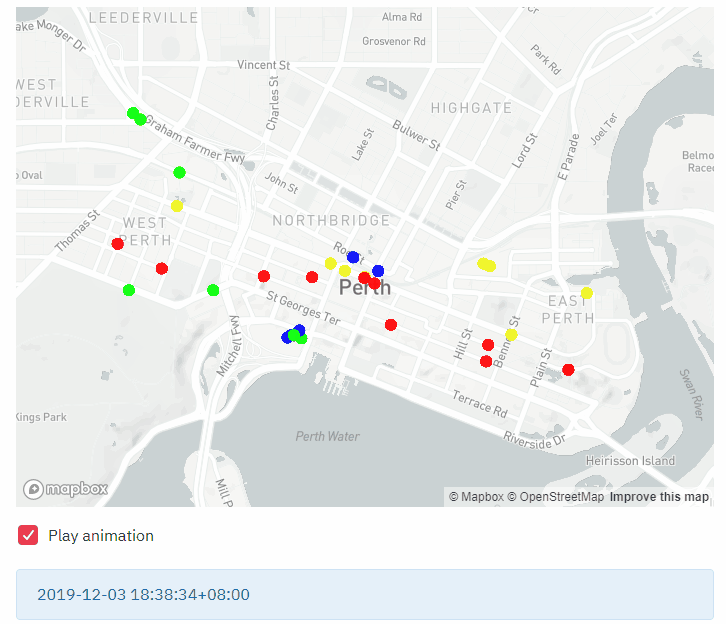 LEEDERVILLE
Alma Rd
ake Monger Dr
Grosvenor Rd
Park Rd
Vincent St
WEST
DERVILLE
Charles St
HIGHGATE
Graham Farmer Fwy
Bulwer St
Lake St
Lord St
E Parade
Joel Ter
Belmo
Race
Oval
John St
Pier St
Thomas St
WEST
PERTH
NORTHBRIDGE
Perth
St Georges Ter
EAST
PERTH
Mitchell Fwy
Hill St
Plain St
Swan River
Kings Park
Terrace Rd
Perth Water
Riverside Dr
Heirisson Island
Mill P
mapbox
© Mapbox © OpenStreetMap Improve this map
Play animation
2019-12-03 18:38:34+08:00